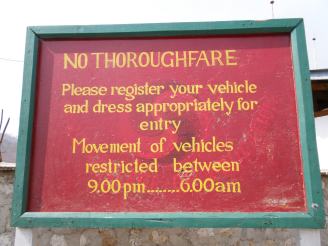 NO THOROUGHFARE
Please register your vehicle
and dress appropriately for
entry
Movement of vehicles
restricted between
9.00pm........6.00am